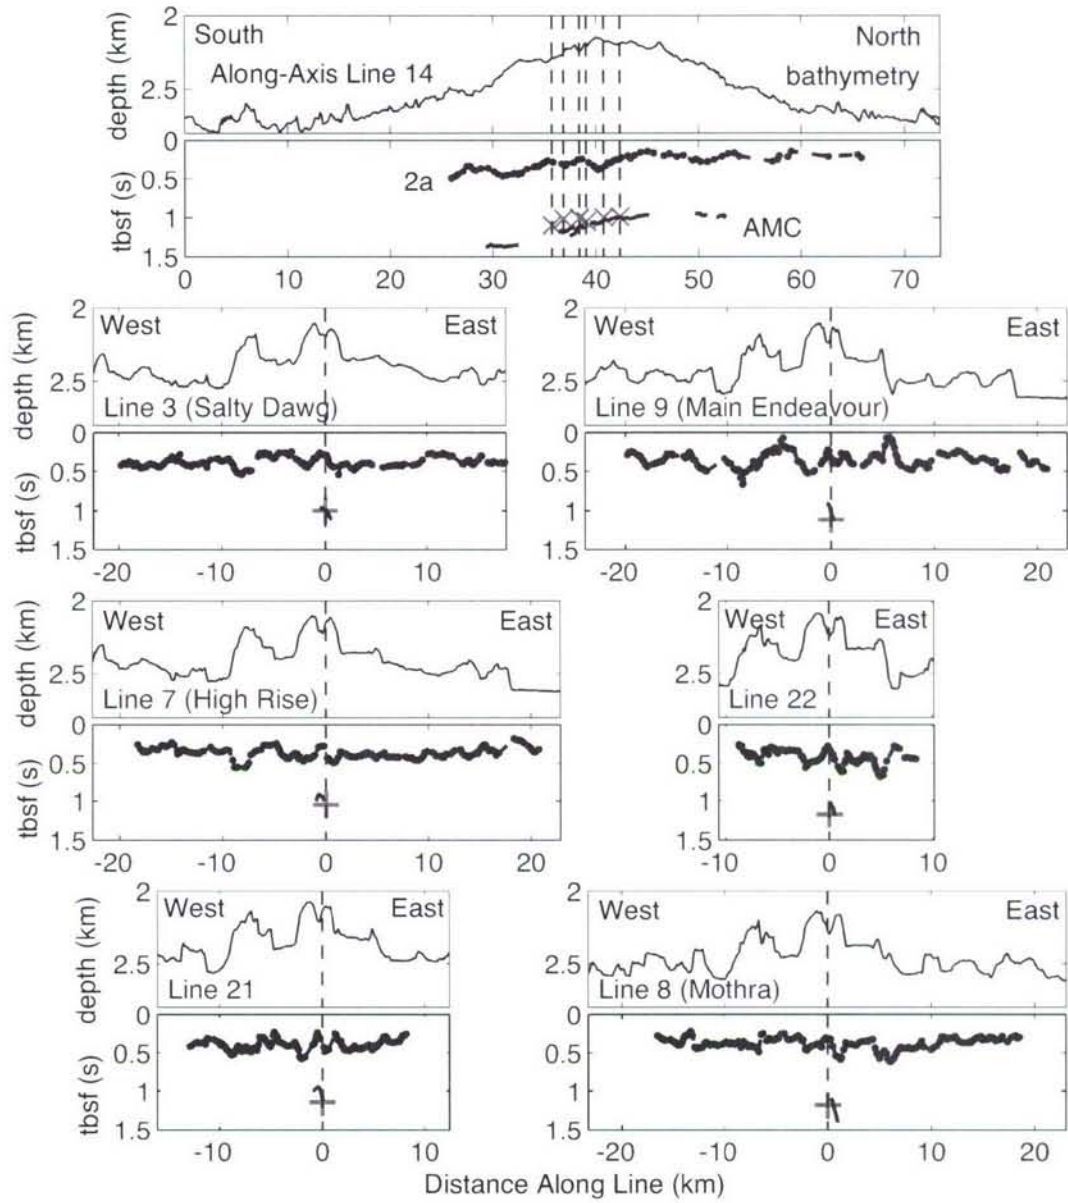 2
South
North
depth (km)
Along-Axis Line 14
bathymetry
2.5
0
2a
tbsf (s)
0.5
1
AMC
1.5
0 10 20 30 40 50 60 70
2
West East
depth (km)
2.5
Line 3 (Salty Dawg)
0
tbsf (s)
0.5
1
1.5
-20 -10 0 10
2
West East
depth (km)
2.5
Line 9 (Main Endeavour)
0
0.5
1
1.5
-20 -10 0 10 20
2
West East
depth (km)
2.5
Line 7 (High Rise)
0
tbsf (s)
0.5
1
1.5
-20 -10 0 10 20
2
West East
2.5
Line 22
0
0.5
1
1.5
-10 0 10
2
West East
depth (km)
2.5
Line 21
0
tbsf (s)
0.5
1
1.5
-10 0 10
2
West East
2.5
Line 8 (Mothra)
0
0.5
1
1.5
-20 -10 0 10 20
Distance Along Line (km)